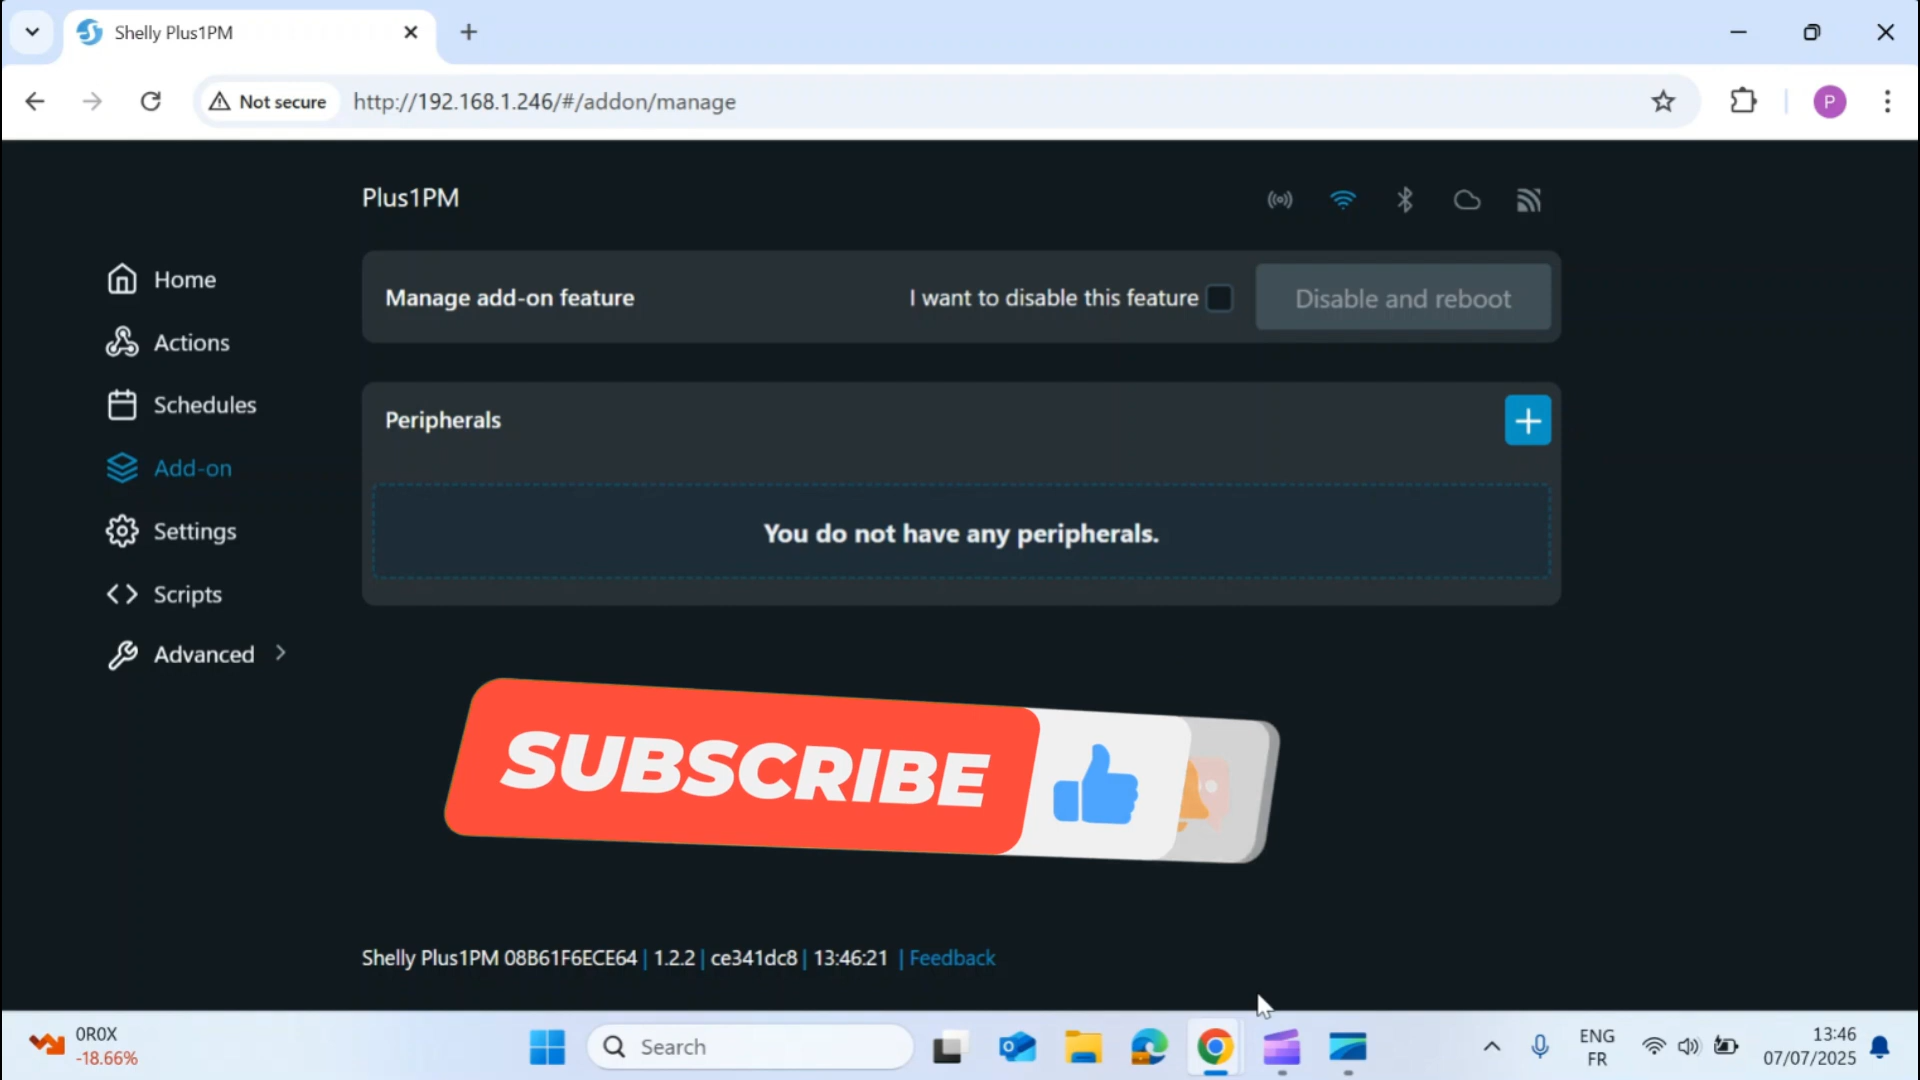 Shelly Plus1PM
Not secure
http://192.168.1.246/#/addon/manage
P
Plus1PM
Home
Actions
Schedules
Add-on
Settings
Scripts
Advanced
Manage add-on feature
I want to disable this feature
Disable and reboot
Peripherals
You do not have any peripherals.
SUBSCRIBE
Shelly Plus1PM 08B61F6ECE64 | 1.2.2 | ce341dc8 | 13:46:21 | Feedback
0R0X
-18.66%
Search
ENG
FR
13:46
07/07/2025